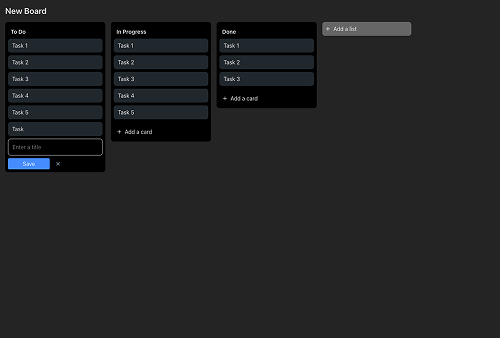 New Board
To Do
Task 1
Task 2
Task 3
Task 4
Task 5
Task
Enter a title
Save
In Progress
Task 1
Task 2
Task 3
Task 4
Task 5
+ Add a card
Done
Task 1
Task 2
Task 3
+ Add a card
+ Add a list